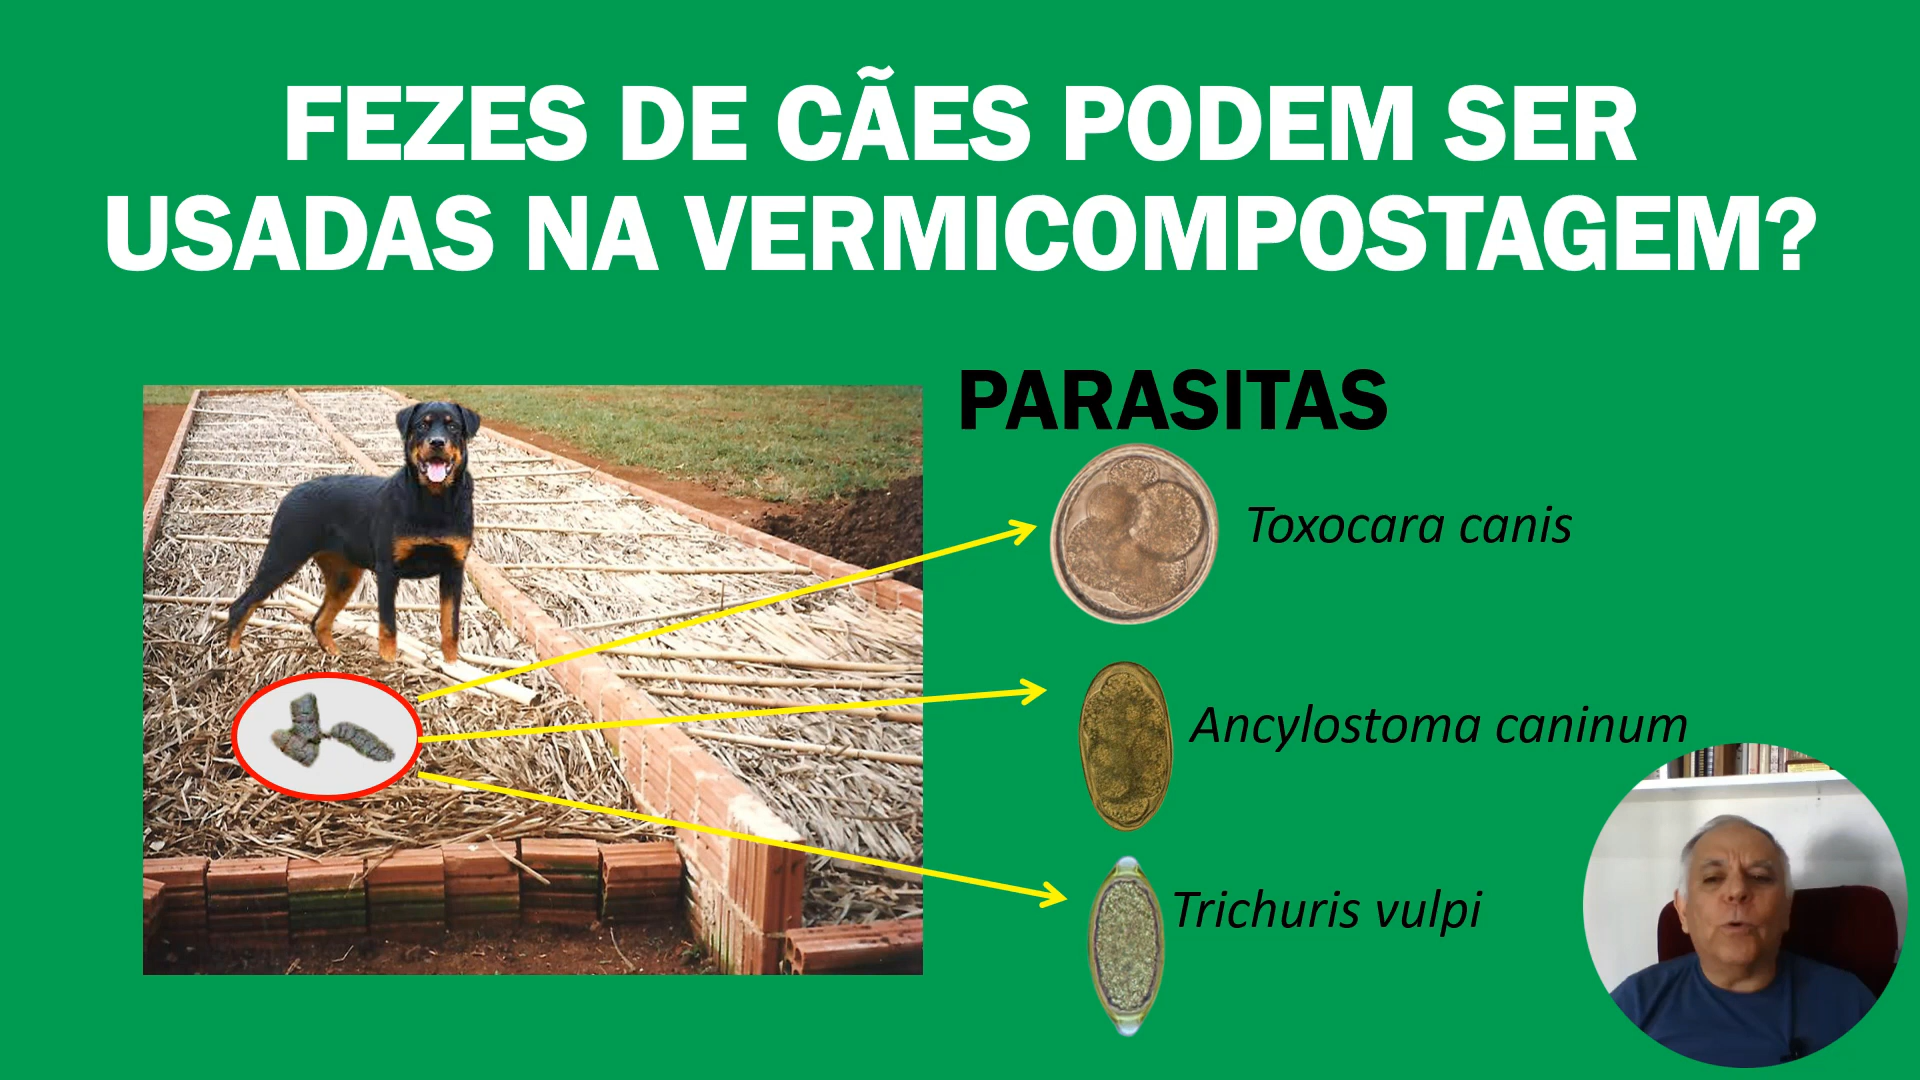 FEZES DE CÃES PODEM SER
USADAS NA VERMICOMPOSTAGEM?
PARASITAS
Toxocara canis
Ancylostoma caninum
Trichuris vulpi